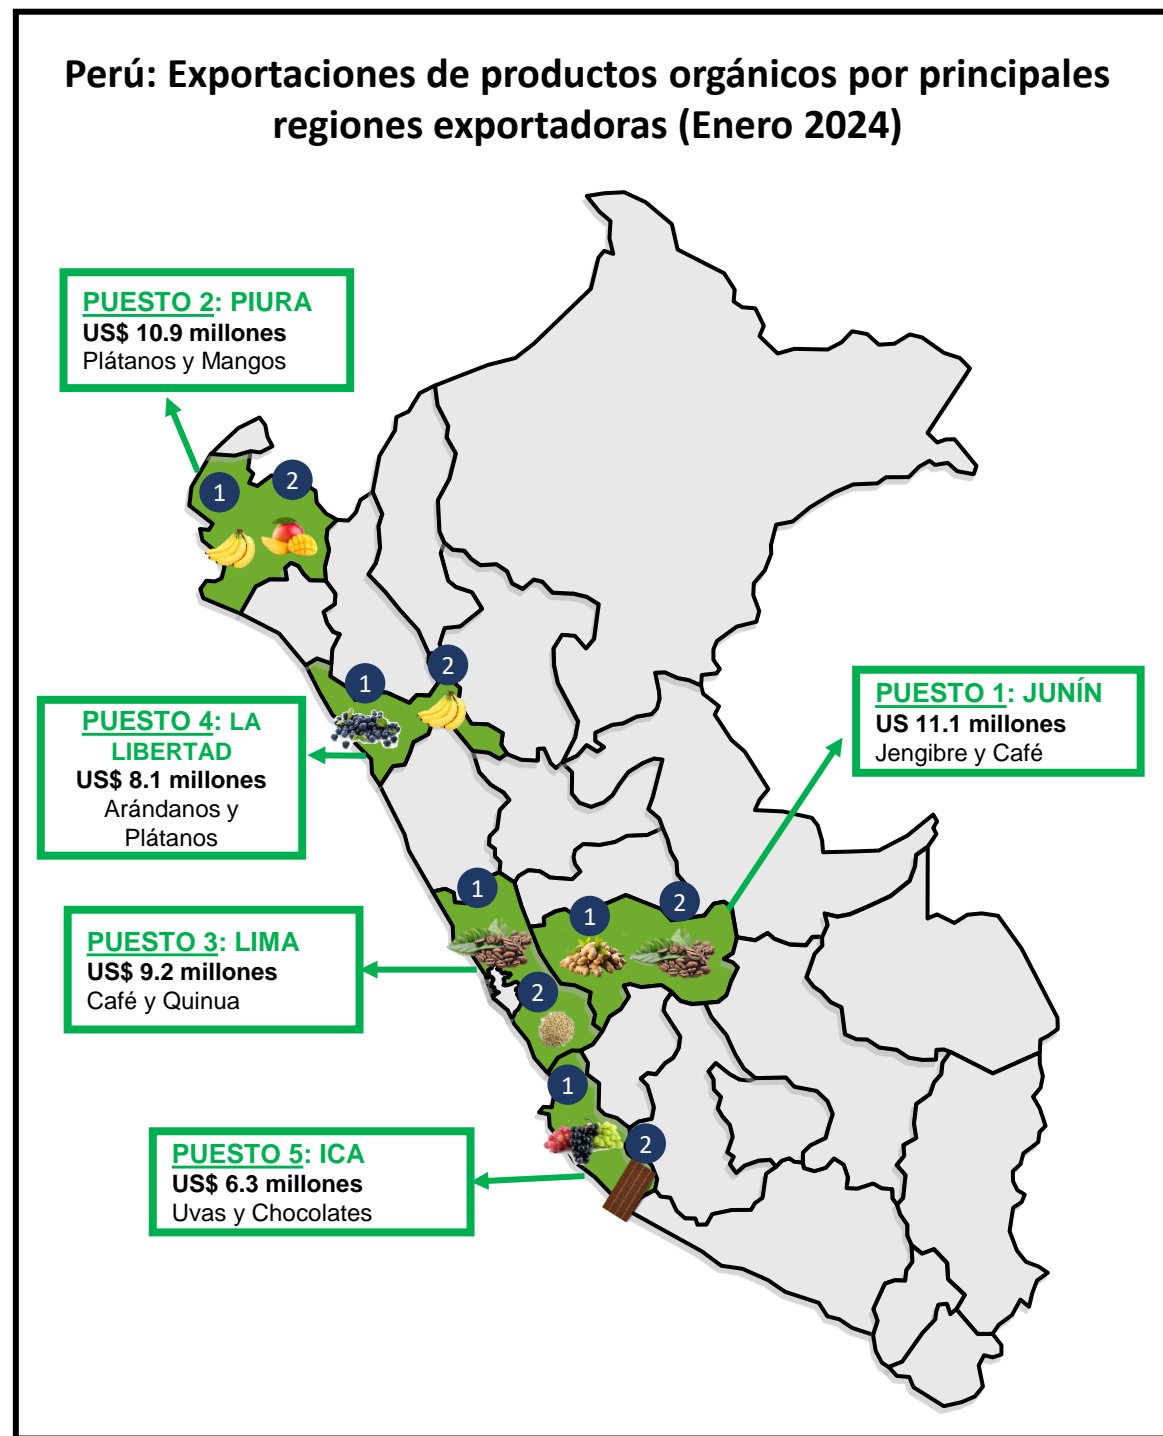 Perú: Exportaciones de productos orgánicos por principales
regiones exportadoras (Enero 2024)
PUESTO 2: PIURA
US$ 10.9 millones
Plátanos y Mangos
1
2
PUESTO 4: LA
LIBERTAD
US$ 8.1 millones
Arándanos y
Plátanos
1
2
PUESTO 1: JUNÍN
US 11.1 millones
Jengibre y Café
1
2
PUESTO 3: LIMA
US$ 9.2 millones
Café y Quinua
1
2
PUESTO 5: ICA
US$ 6.3 millones
Uvas y Chocolates
1
2